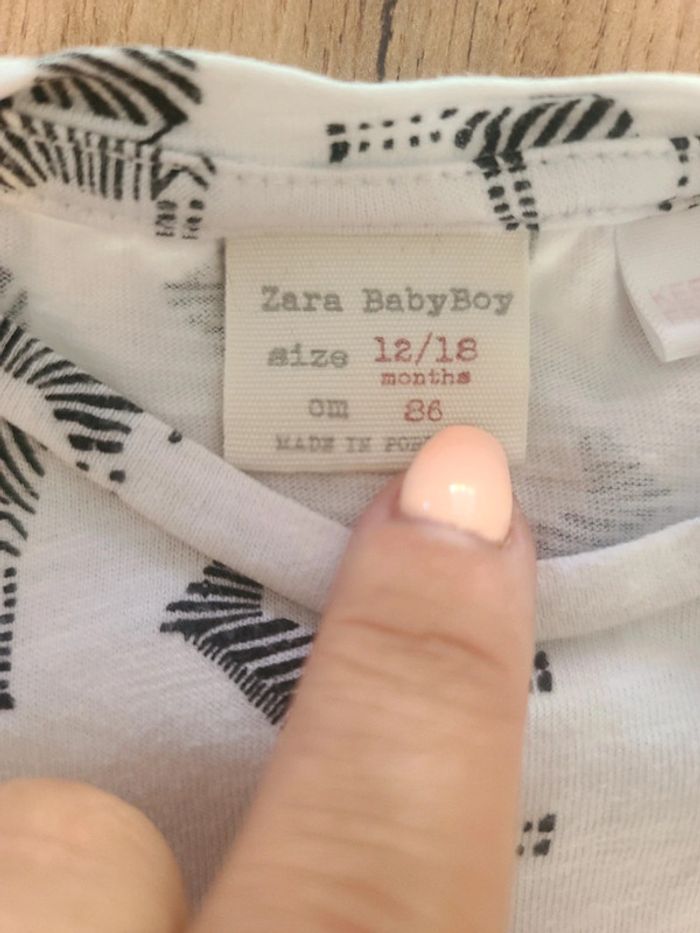 Zara BabyBoy
size 12/18
months
cm 86
MADE IN